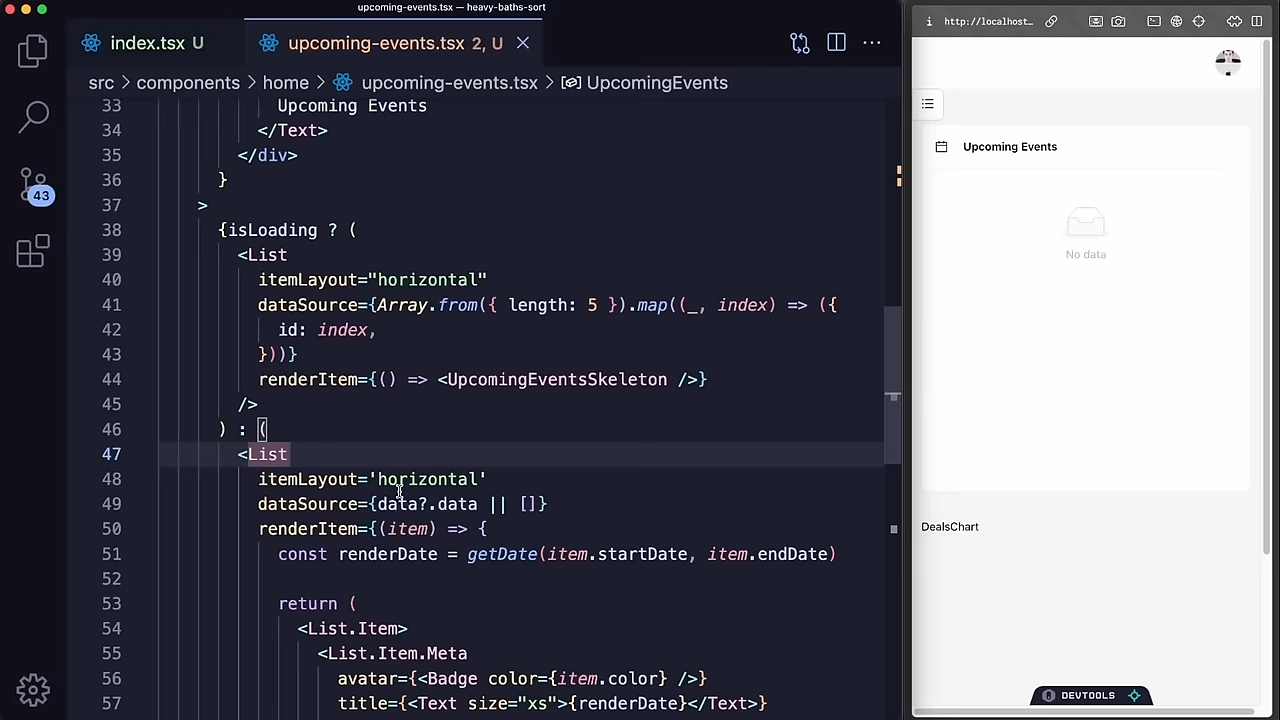 upcoming-events.tsx — heavy-baths-sort
index.tsx U
upcoming-events.tsx 2, U
src > components > home > upcoming-events.tsx > UpcomingEvents
43
33 Upcoming Events
34 </Text>
35 </div>
36 }
37 >
38 {isLoading ? (
39 <List
40 itemLayout="horizontal"
41 dataSource={Array.from({ length: 5 }).map((_, index) => ({
42 id: index,
43 }))}
44 renderItem={() => <UpcomingEventsSkeleton />}
45 />
46 ) : (
47 <List
48 itemLayout='horizontal'
49 dataSource={data?.data || []}
50 renderItem={(item) => {
51 const renderDate = getDate(item.startDate, item.endDate)
52
53 return (
54 <List.Item>
55 <List.Item.Meta
56 avatar={<Badge color={item.color} />}
57 title={<Text size="xs">{renderDate}</Text>}
http://localhost...
Upcoming Events
No data
DealsChart
DEVTOOLS